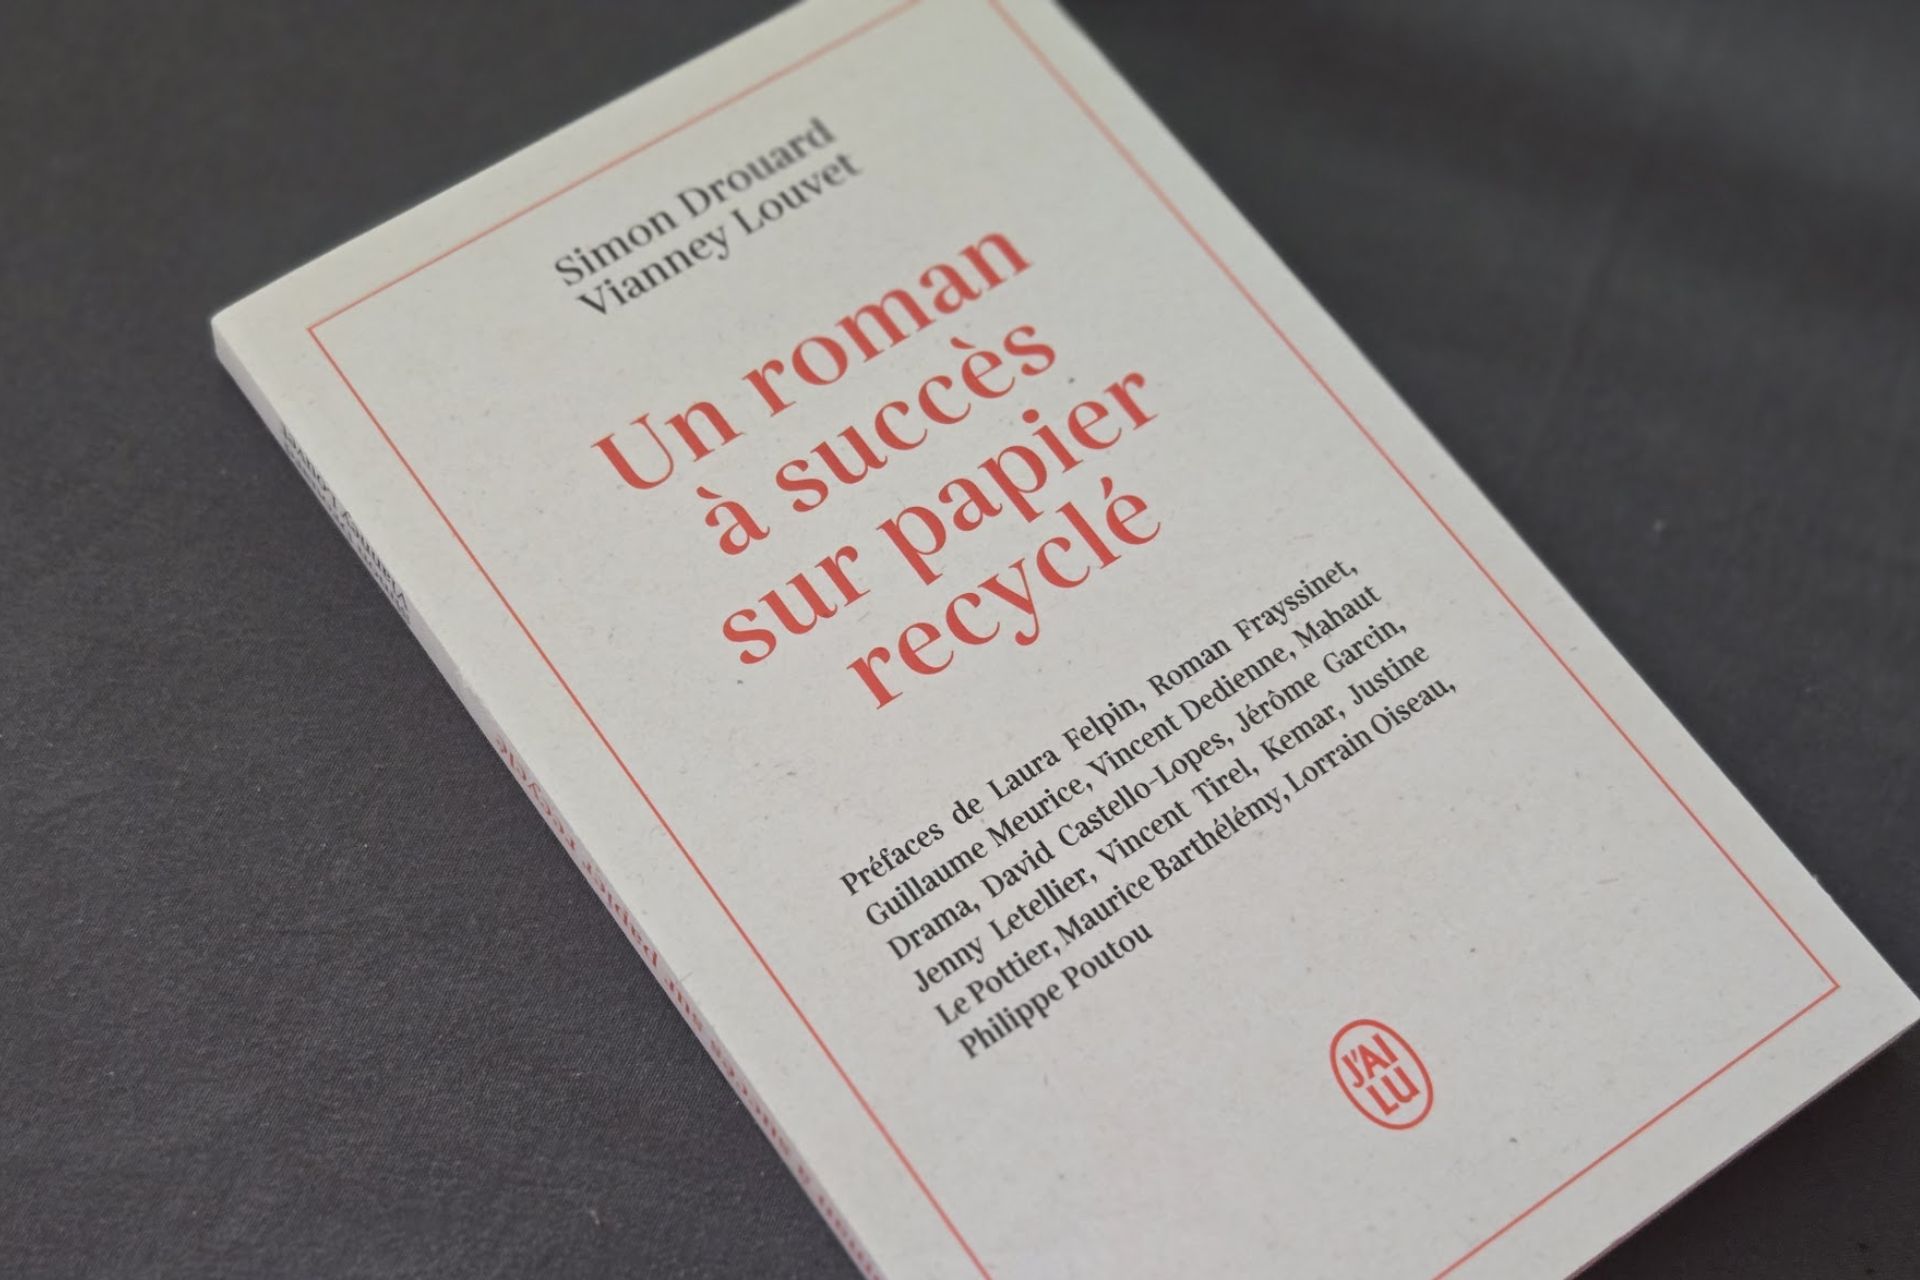 Simon Drouard
Vianney Louvet
Un roman
à succès
sur papier
recyclé
Préfaces de Laura Felpin, Roman Frayssinet,
Guillaume Meurice, Vincent Dedienne, Mahaut
Drama, David Castello-Lopes, Jérôme Garcin,
Jenny Letellier, Vincent Tirel, Kemar, Justine
Le Pottier, Maurice Barthélémy, Lorrain Oiseau,
Philippe Poutou
J'AI
LU